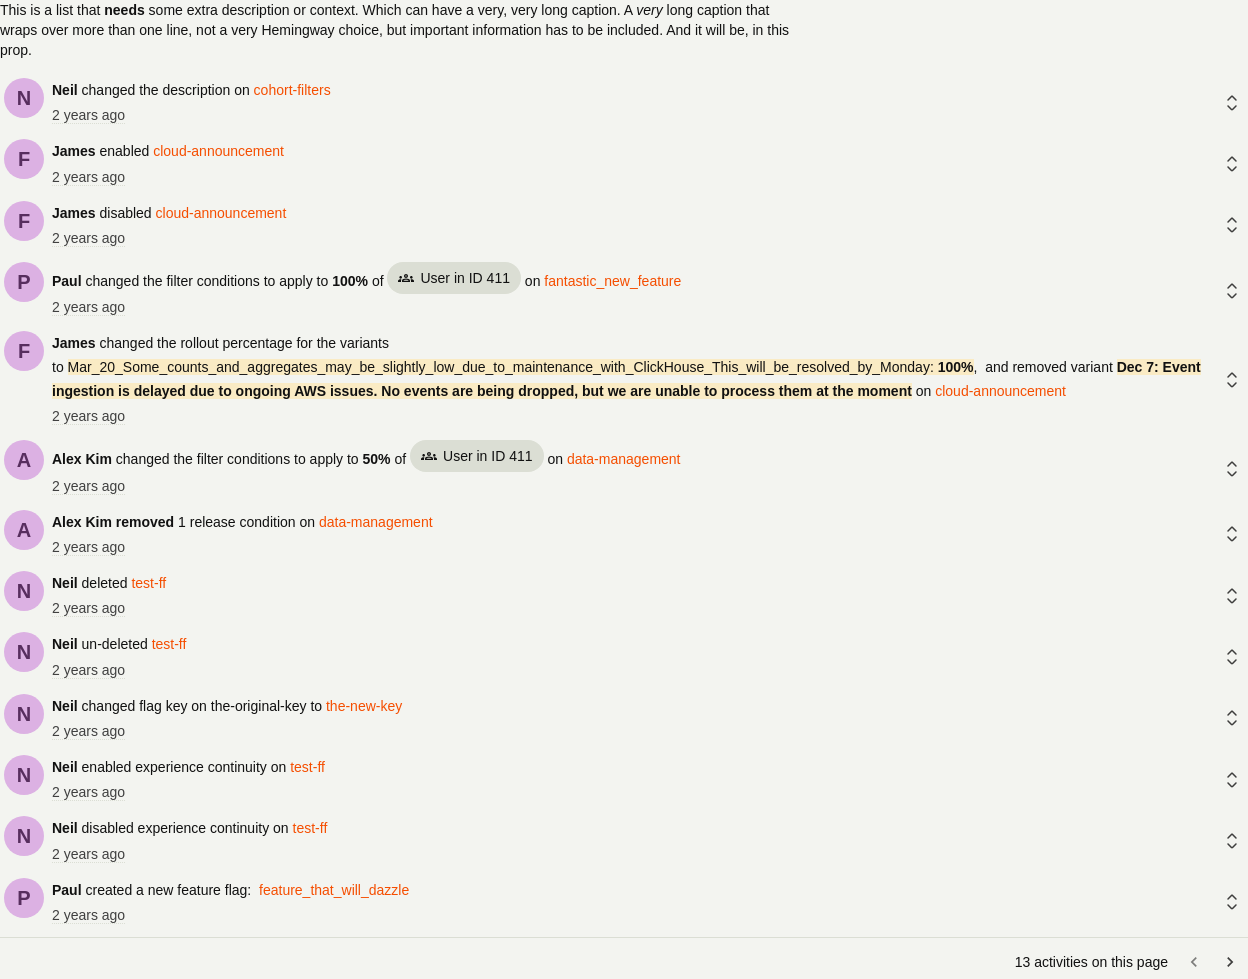 This is a list that needs some extra description or context. Which can have a very, very long caption. A very long caption that
wraps over more than one line, not a very Hemingway choice, but important information has to be included. And it will be, in this
prop.
N
Neil changed the description on cohort-filters
2 years ago
F
James enabled cloud-announcement
2 years ago
F
James disabled cloud-announcement
2 years ago
P
Paul changed the filter conditions to apply to 100% of User in ID 411 on fantastic_new_feature
2 years ago
F
James changed the rollout percentage for the variants
to Mar_20_Some_counts_and_aggregates_may_be_slightly_low_due_to_maintenance_with_ClickHouse_This_will_be_resolved_by_Monday: 100%, and removed variant Dec 7: Event
ingestion is delayed due to ongoing AWS issues. No events are being dropped, but we are unable to process them at the moment on cloud-announcement
2 years ago
A
Alex Kim changed the filter conditions to apply to 50% of User in ID 411 on data-management
2 years ago
A
Alex Kim removed 1 release condition on data-management
2 years ago
N
Neil deleted test-ff
2 years ago
N
Neil un-deleted test-ff
2 years ago
N
Neil changed flag key on the-original-key to the-new-key
2 years ago
N
Neil enabled experience continuity on test-ff
2 years ago
N
Neil disabled experience continuity on test-ff
2 years ago
P
Paul created a new feature flag: feature_that_will_dazzle
2 years ago
13 activities on this page